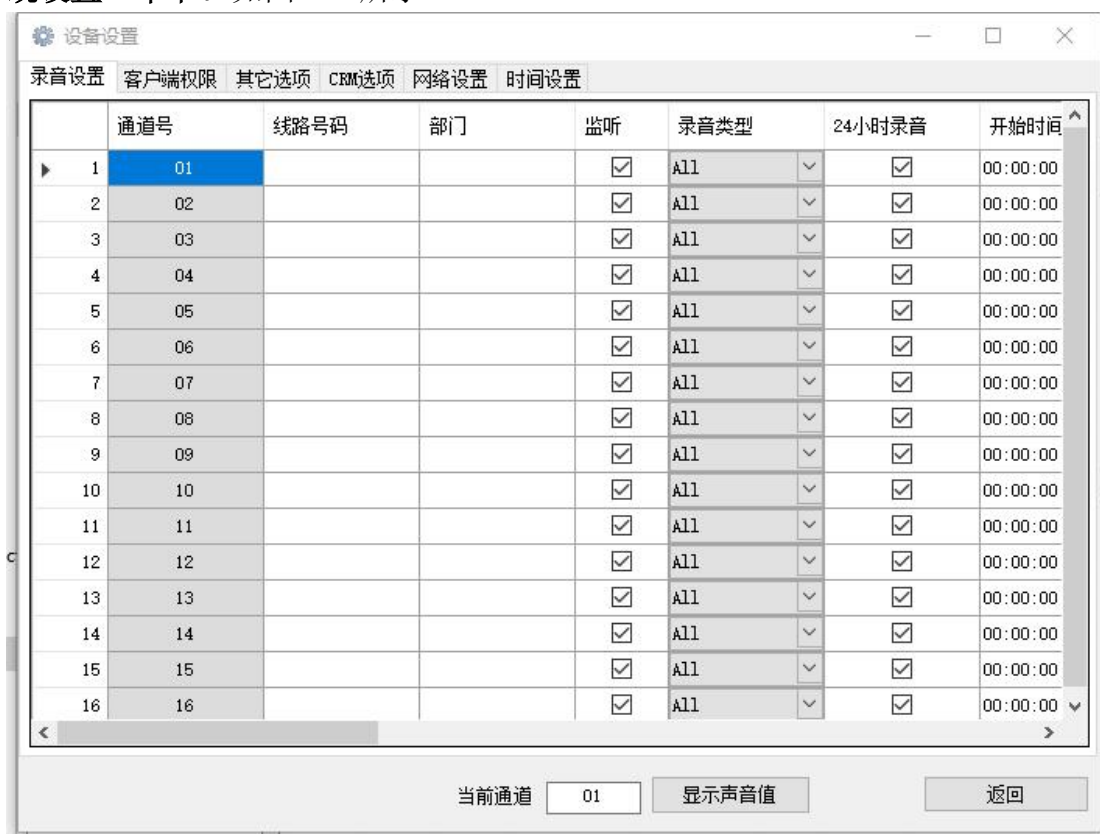 设备设置
录音设置 客户端权限 其它选项 CRM选项 网络设置 时间设置
通道号 线路号码 部门 监听 录音类型 24小时录音 开始时间
1 01 All 00:00:00
2 02 All 00:00:00
3 03 All 00:00:00
4 04 All 00:00:00
5 05 All 00:00:00
6 06 All 00:00:00
7 07 All 00:00:00
8 08 All 00:00:00
9 09 All 00:00:00
10 10 All 00:00:00
11 11 All 00:00:00
12 12 All 00:00:00
13 13 All 00:00:00
14 14 All 00:00:00
15 15 All 00:00:00
16 16 All 00:00:00
当前通道 01 显示声音值 返回